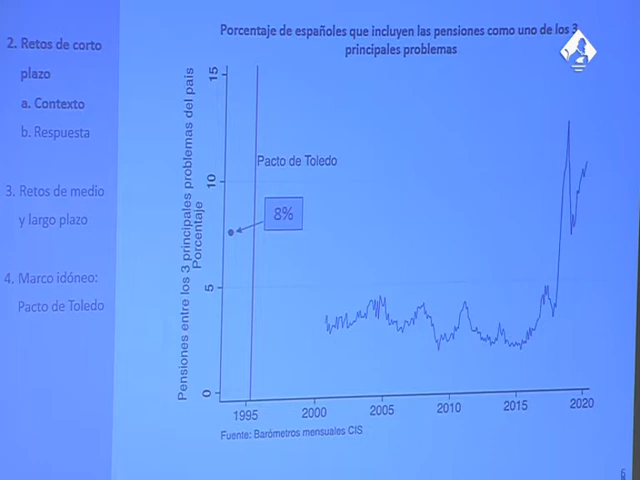 2. Retos de corto
plazo
a. Contexto
b. Respuesta
3. Retos de medio
y largo plazo
4. Marco idóneo:
Pacto de Toledo
Porcentaje de españoles que incluyen las pensiones como uno de los 3
principales problemas
Pensiones entre los 3 principales problemas del país
Porcentaje
15
10
5
0
Pacto de Toledo
8%
1995
2000
2005
2010
2015
2020
Fuente: Barómetros mensuales CIS
6